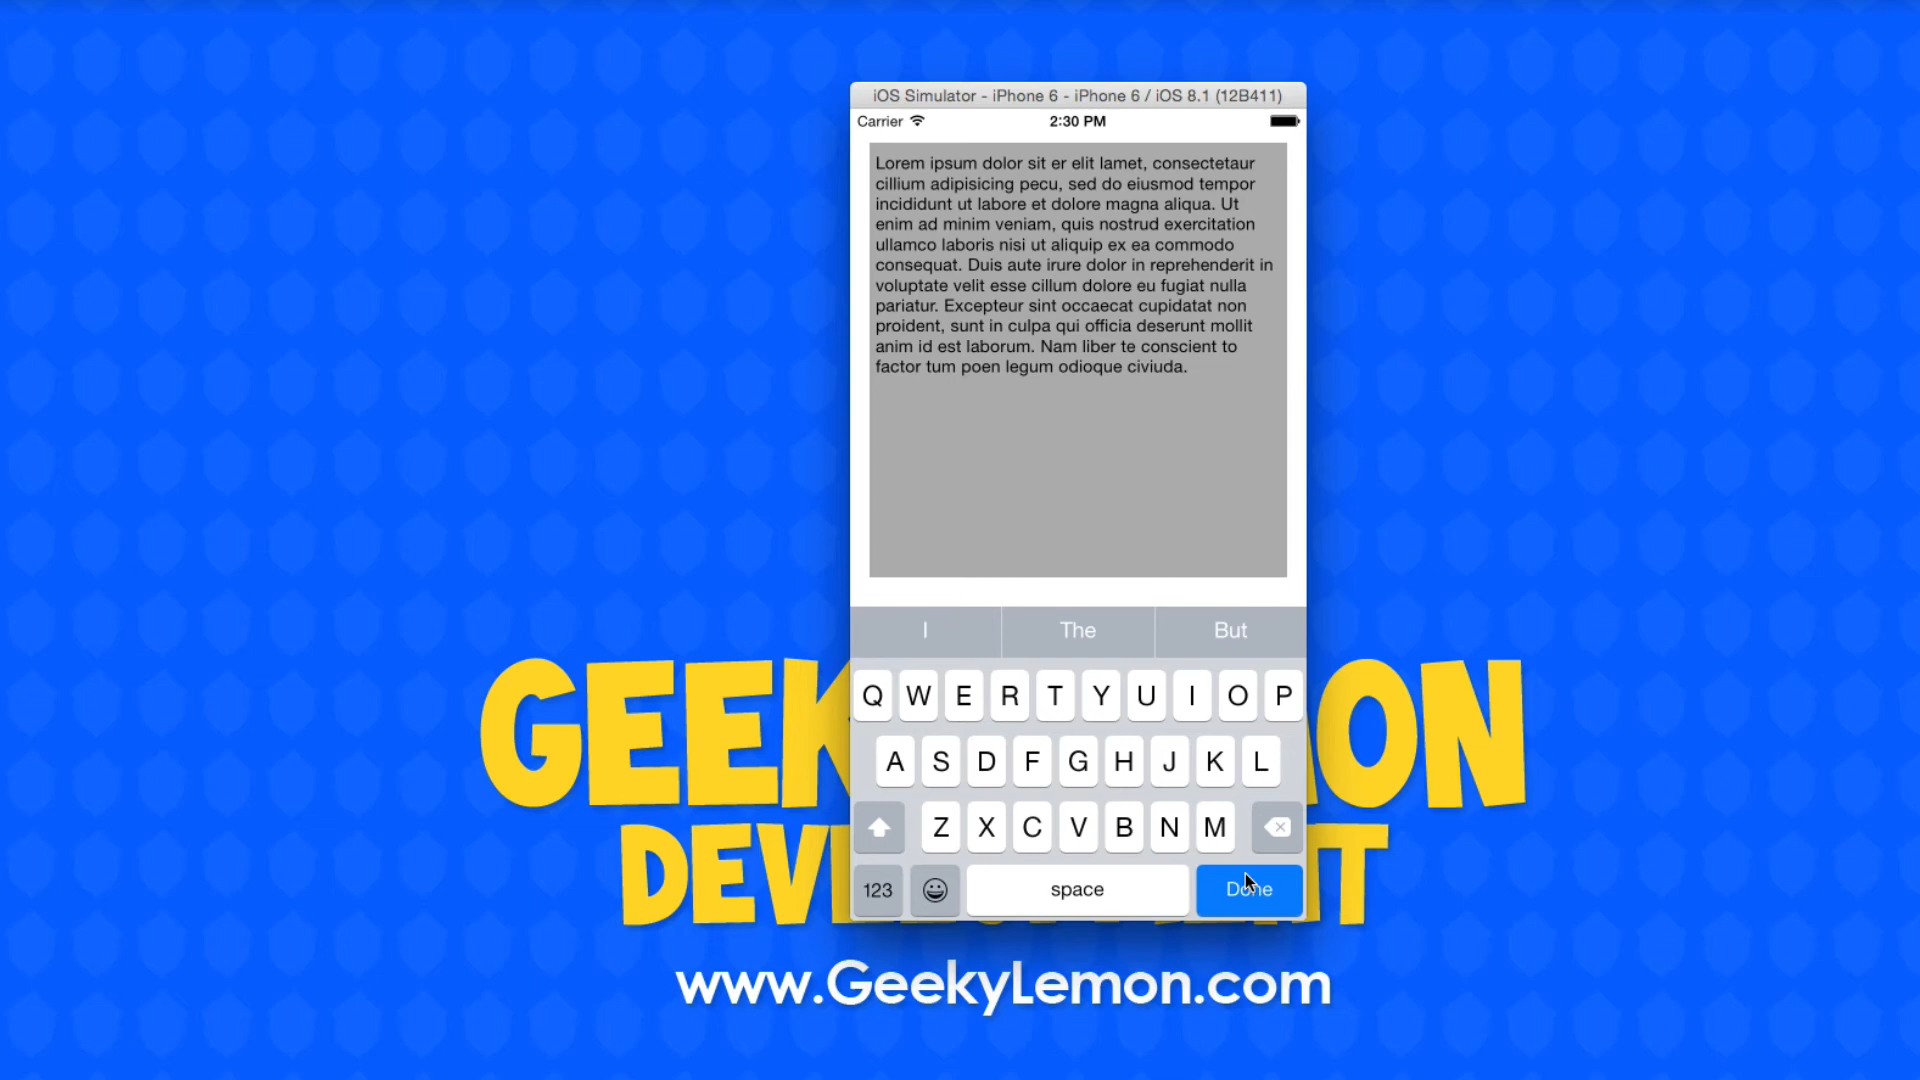 iOS Simulator - iPhone 6 - iPhone 6 / iOS 8.1 (12B411)
Carrier 2:30 PM
Lorem ipsum dolor sit er elit lamet, consectetaur
cillium adipisicing pecu, sed do eiusmod tempor
incididunt ut labore et dolore magna aliqua. Ut
enim ad minim veniam, quis nostrud exercitation
ullamco laboris nisi ut aliquip ex ea commodo
consequat. Duis aute irure dolor in reprehenderit in
voluptate velit esse cillum dolore eu fugiat nulla
pariatur. Excepteur sint occaecat cupidatat non
proident, sunt in culpa qui officia deserunt mollit
anim id est laborum. Nam liber te conscient to
factor tum poen legum odioque civiuda.
I The But
Q W E R T Y U I O P
A S D F G H J K L
Z X C V B N M
123 space Done
www.GeekyLemon.com